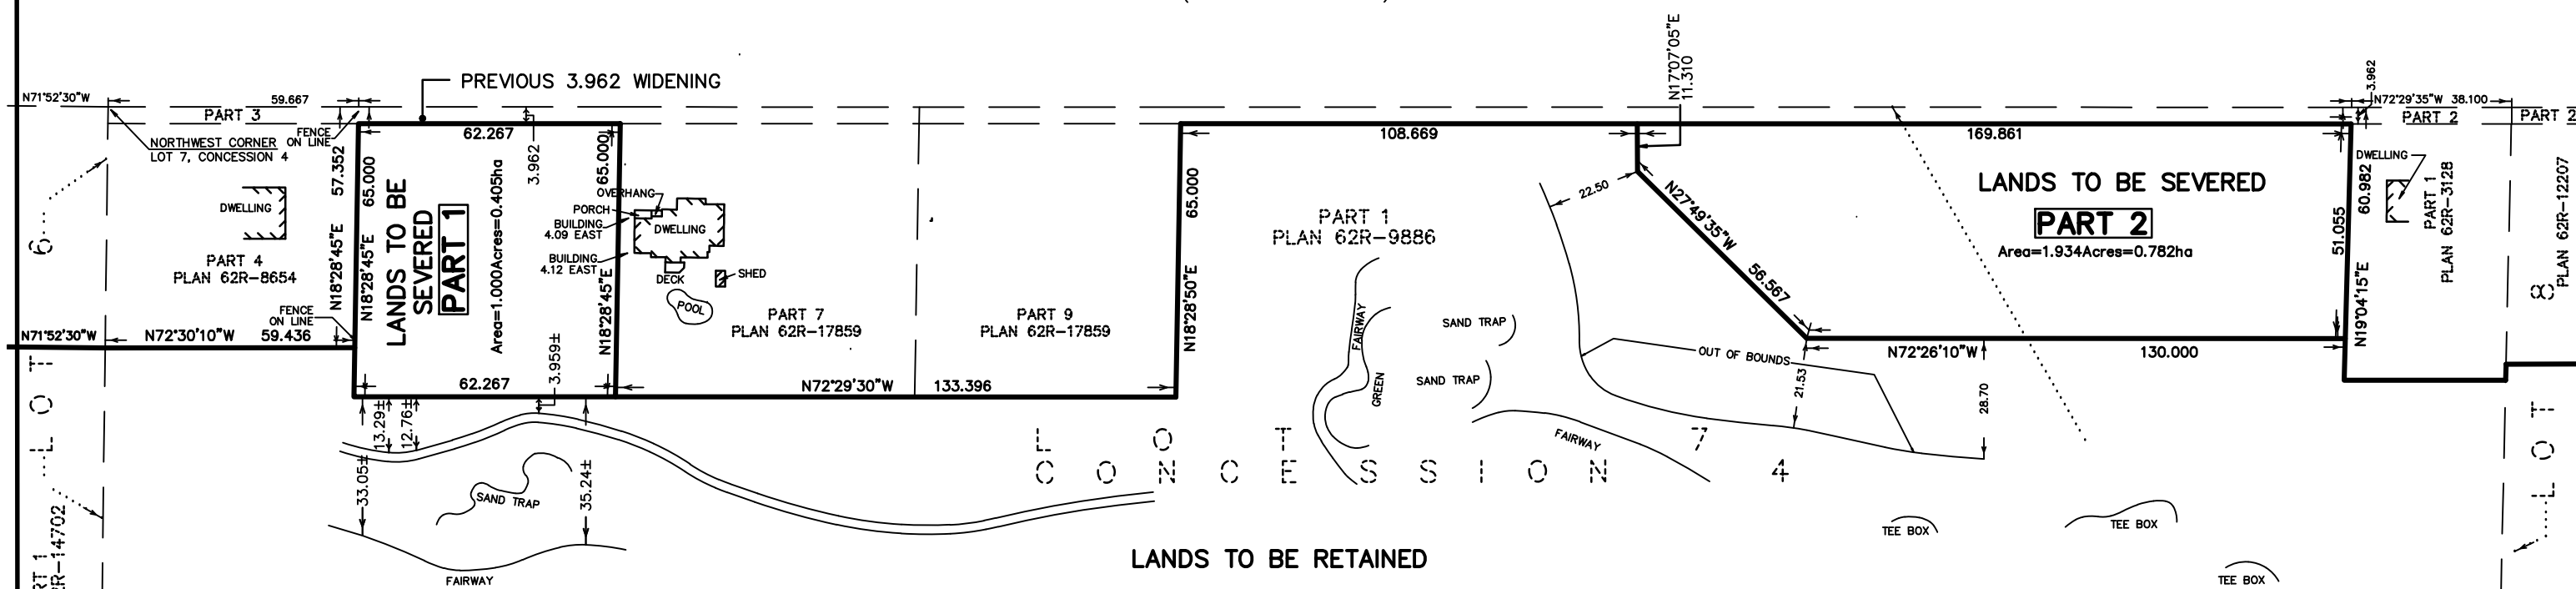 N17°07'05"E
11.310
PREVIOUS 3.962 WIDENING
3.962
N71°52'30"W
59.667
N72°29'35"W 38.100
PART 3
PART 2
PART 2
NORTHWEST CORNER
LOT 7, CONCESSION 4
FENCE
ON LINE
62.267
3.962
108.669
169.861
57.352
N18°28'45"E
65.000
N18°28'45"E
LANDS TO BE
SEVERED
PART 1
Area=1.000Acres=0.405ha
65.000
N18°28'45"E
OVERHANG
PORCH
BUILDING
4.09 EAST
DWELLING
BUILDING
4.12 EAST
DECK
SHED
POOL
DWELLING
6
PART 4
PLAN 62R-8654
FENCE
ON LINE
N71°52'30"W
N72°30'10"W 59.436
PART 7
PLAN 62R-17859
PART 9
PLAN 62R-17859
65.000
N18°28'50"E
PART 1
PLAN 62R-9886
22.50
N27°49'35"W
56.567
LANDS TO BE SEVERED
PART 2
Area=1.934Acres=0.782ha
51.055
60.982
N19°04'15"E
DWELLING
PART 1
PLAN 62R-3128
PLAN 62R-12207
8
FAIRWAY
GREEN
SAND TRAP
SAND TRAP
OUT OF BOUNDS
21.53
N72°26'10"W 130.000
28.70
62.267
3.959±
N72°29'30"W 133.396
13.29±
12.76±
33.05±
35.24±
SAND TRAP
FAIRWAY
LOT
LOT 7
CONCESSION 4
FAIRWAY
LOT
TEE BOX
TEE BOX
TEE BOX
LANDS TO BE RETAINED